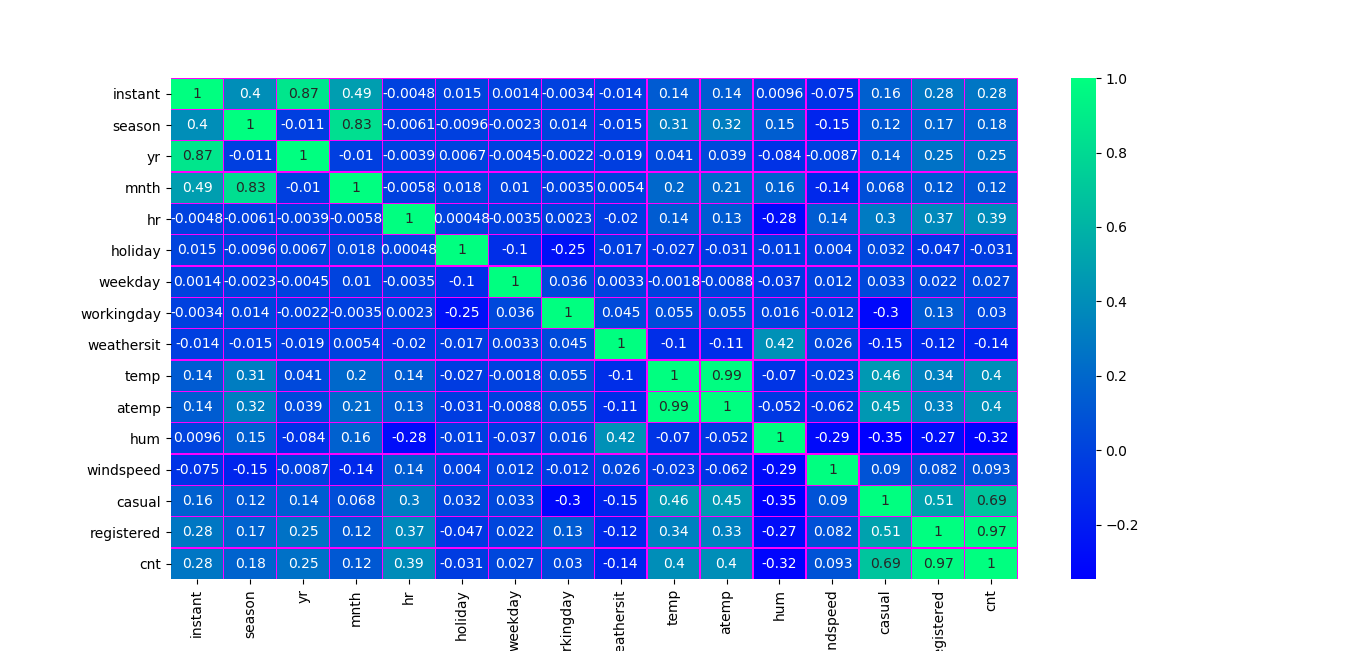 instant 1 0.4 0.87 0.49 -0.0048 0.015 0.0014 -0.0034 -0.014 0.14 0.14 0.0096 -0.075 0.16 0.28 0.28
season 0.4 1 -0.011 0.83 -0.0061 -0.0096 -0.0023 0.014 -0.015 0.31 0.32 0.15 -0.15 0.12 0.17 0.18
yr 0.87 -0.011 1 -0.01 -0.0039 0.0067 -0.0045 -0.0022 -0.019 0.041 0.039 -0.084 -0.0087 0.14 0.25 0.25
mnth 0.49 0.83 -0.01 1 -0.0058 0.018 0.01 -0.0035 0.0054 0.2 0.21 0.16 -0.14 0.068 0.12 0.12
hr -0.0048 -0.0061 -0.0039 -0.0058 1 0.00048 -0.0035 0.0023 -0.02 0.14 0.13 -0.28 0.14 0.3 0.37 0.39
holiday 0.015 -0.0096 0.0067 0.018 0.00048 1 -0.1 -0.25 -0.017 -0.027 -0.031 -0.011 0.004 0.032 -0.047 -0.031
weekday 0.0014 -0.0023 -0.0045 0.01 -0.0035 -0.1 1 0.036 0.0033 -0.0018 -0.0088 -0.037 0.012 0.033 0.022 0.027
workingday -0.0034 0.014 -0.0022 -0.0035 0.0023 -0.25 0.036 1 0.045 0.055 0.055 0.016 -0.012 -0.3 0.13 0.03
weathersit -0.014 -0.015 -0.019 0.0054 -0.02 -0.017 0.0033 0.045 1 -0.1 -0.11 0.42 0.026 -0.15 -0.12 -0.14
temp 0.14 0.31 0.041 0.2 0.14 -0.027 -0.0018 0.055 -0.1 1 0.99 -0.07 -0.023 0.46 0.34 0.4
atemp 0.14 0.32 0.039 0.21 0.13 -0.031 -0.0088 0.055 -0.11 0.99 1 -0.052 -0.062 0.45 0.33 0.4
hum 0.0096 0.15 -0.084 0.16 -0.28 -0.011 -0.037 0.016 0.42 -0.07 -0.052 1 -0.29 -0.35 -0.27 -0.32
windspeed -0.075 -0.15 -0.0087 -0.14 0.14 0.004 0.012 -0.012 0.026 -0.023 -0.062 -0.29 1 0.09 0.082 0.093
casual 0.16 0.12 0.14 0.068 0.3 0.032 0.033 -0.3 -0.15 0.46 0.45 -0.35 0.09 1 0.51 0.69
registered 0.28 0.17 0.25 0.12 0.37 -0.047 0.022 0.13 -0.12 0.34 0.33 -0.27 0.082 0.51 1 0.97
cnt 0.28 0.18 0.25 0.12 0.39 -0.031 0.027 0.03 -0.14 0.4 0.4 -0.32 0.093 0.69 0.97 1
instant season yr mnth hr holiday weekday rkingday eathersit temp atemp hum ndspeed casual egistered cnt
1.0
0.8
0.6
0.4
0.2
0.0
−0.2